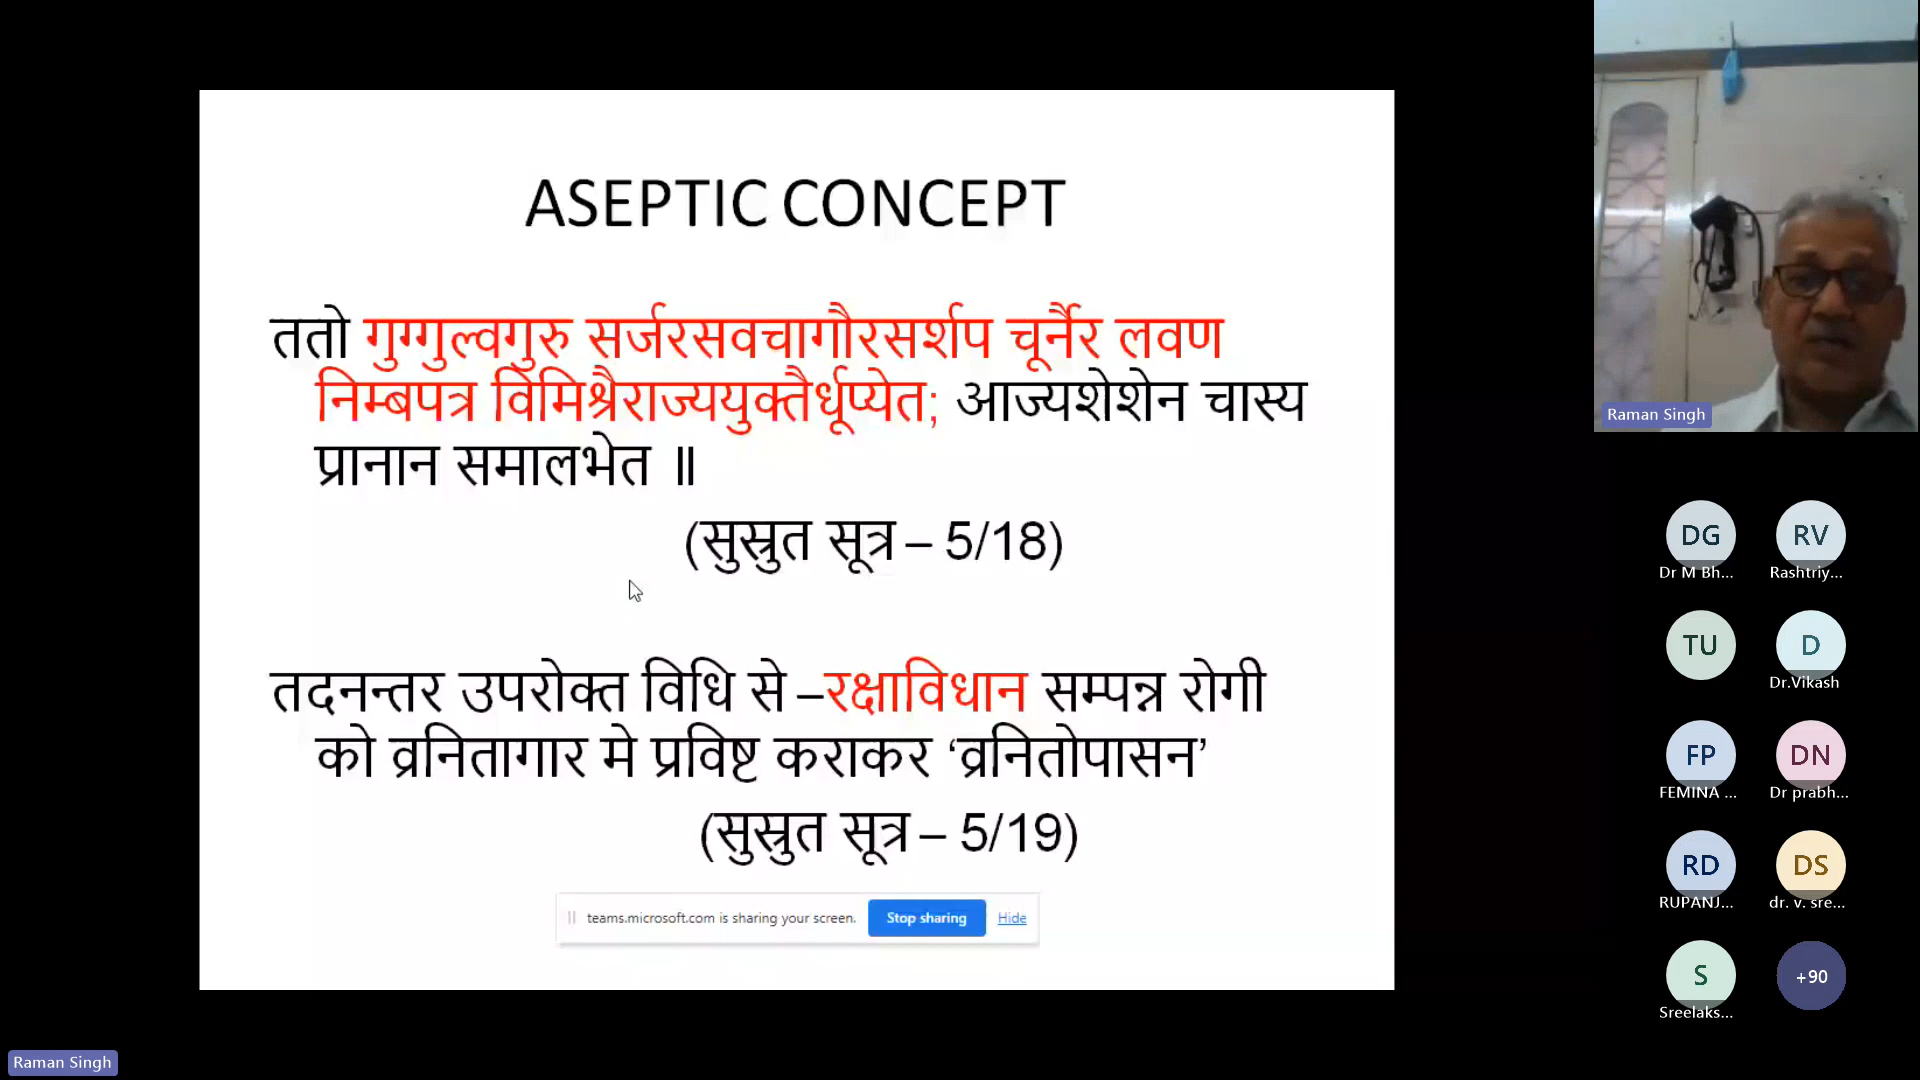 ASEPTIC CONCEPT
ततो गुग्गुल्वगुरु सर्जरसवचागौरसर्शप चूर्नैर लवण
निम्बपत्र विमिश्रैराज्ययुक्तैर्धूप्येत; आज्यशेशेन चास्य
प्रानान समालभेत ॥
(सुस्रुत सूत्र – 5/18)
तदनन्तर उपरोक्त विधि से –रक्षाविधान सम्पन्न रोगी
को व्रनितागार मे प्रविष्ट कराकर ‘व्रनितोपासन’
(सुस्रुत सूत्र – 5/19)
teams.microsoft.com is sharing your screen. Stop sharing Hide
Raman Singh
DG RV
Dr M Bh... Rashtriy...
TU D
Dr.Vikash
FP DN
FEMINA ... Dr prabh...
RD DS
RUPANJ... dr. v. sre...
S +90
Sreelaks...
Raman Singh